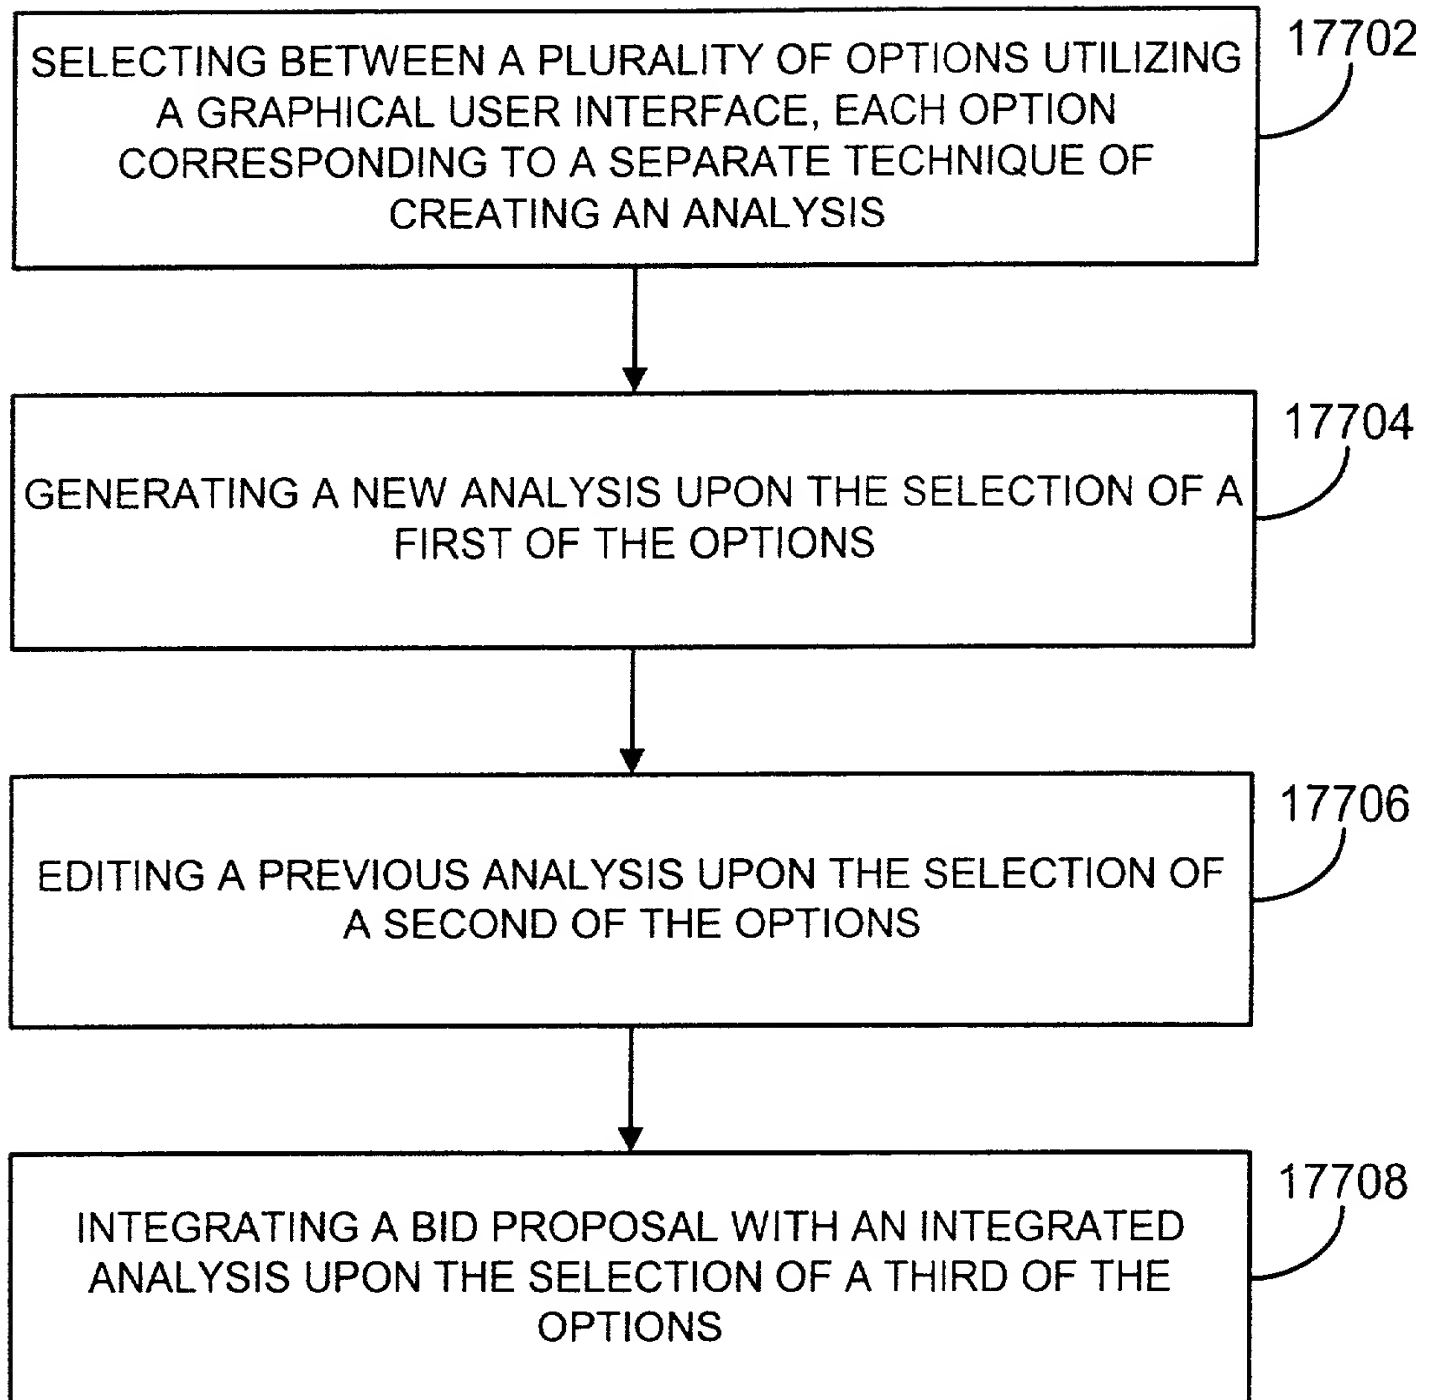 SELECTING BETWEEN A PLURALITY OF OPTIONS UTILIZING
A GRAPHICAL USER INTERFACE, EACH OPTION
CORRESPONDING TO A SEPARATE TECHNIQUE OF
CREATING AN ANALYSIS
17702
GENERATING A NEW ANALYSIS UPON THE SELECTION OF A
FIRST OF THE OPTIONS
17704
EDITING A PREVIOUS ANALYSIS UPON THE SELECTION OF
A SECOND OF THE OPTIONS
17706
INTEGRATING A BID PROPOSAL WITH AN INTEGRATED
ANALYSIS UPON THE SELECTION OF A THIRD OF THE
OPTIONS
17708